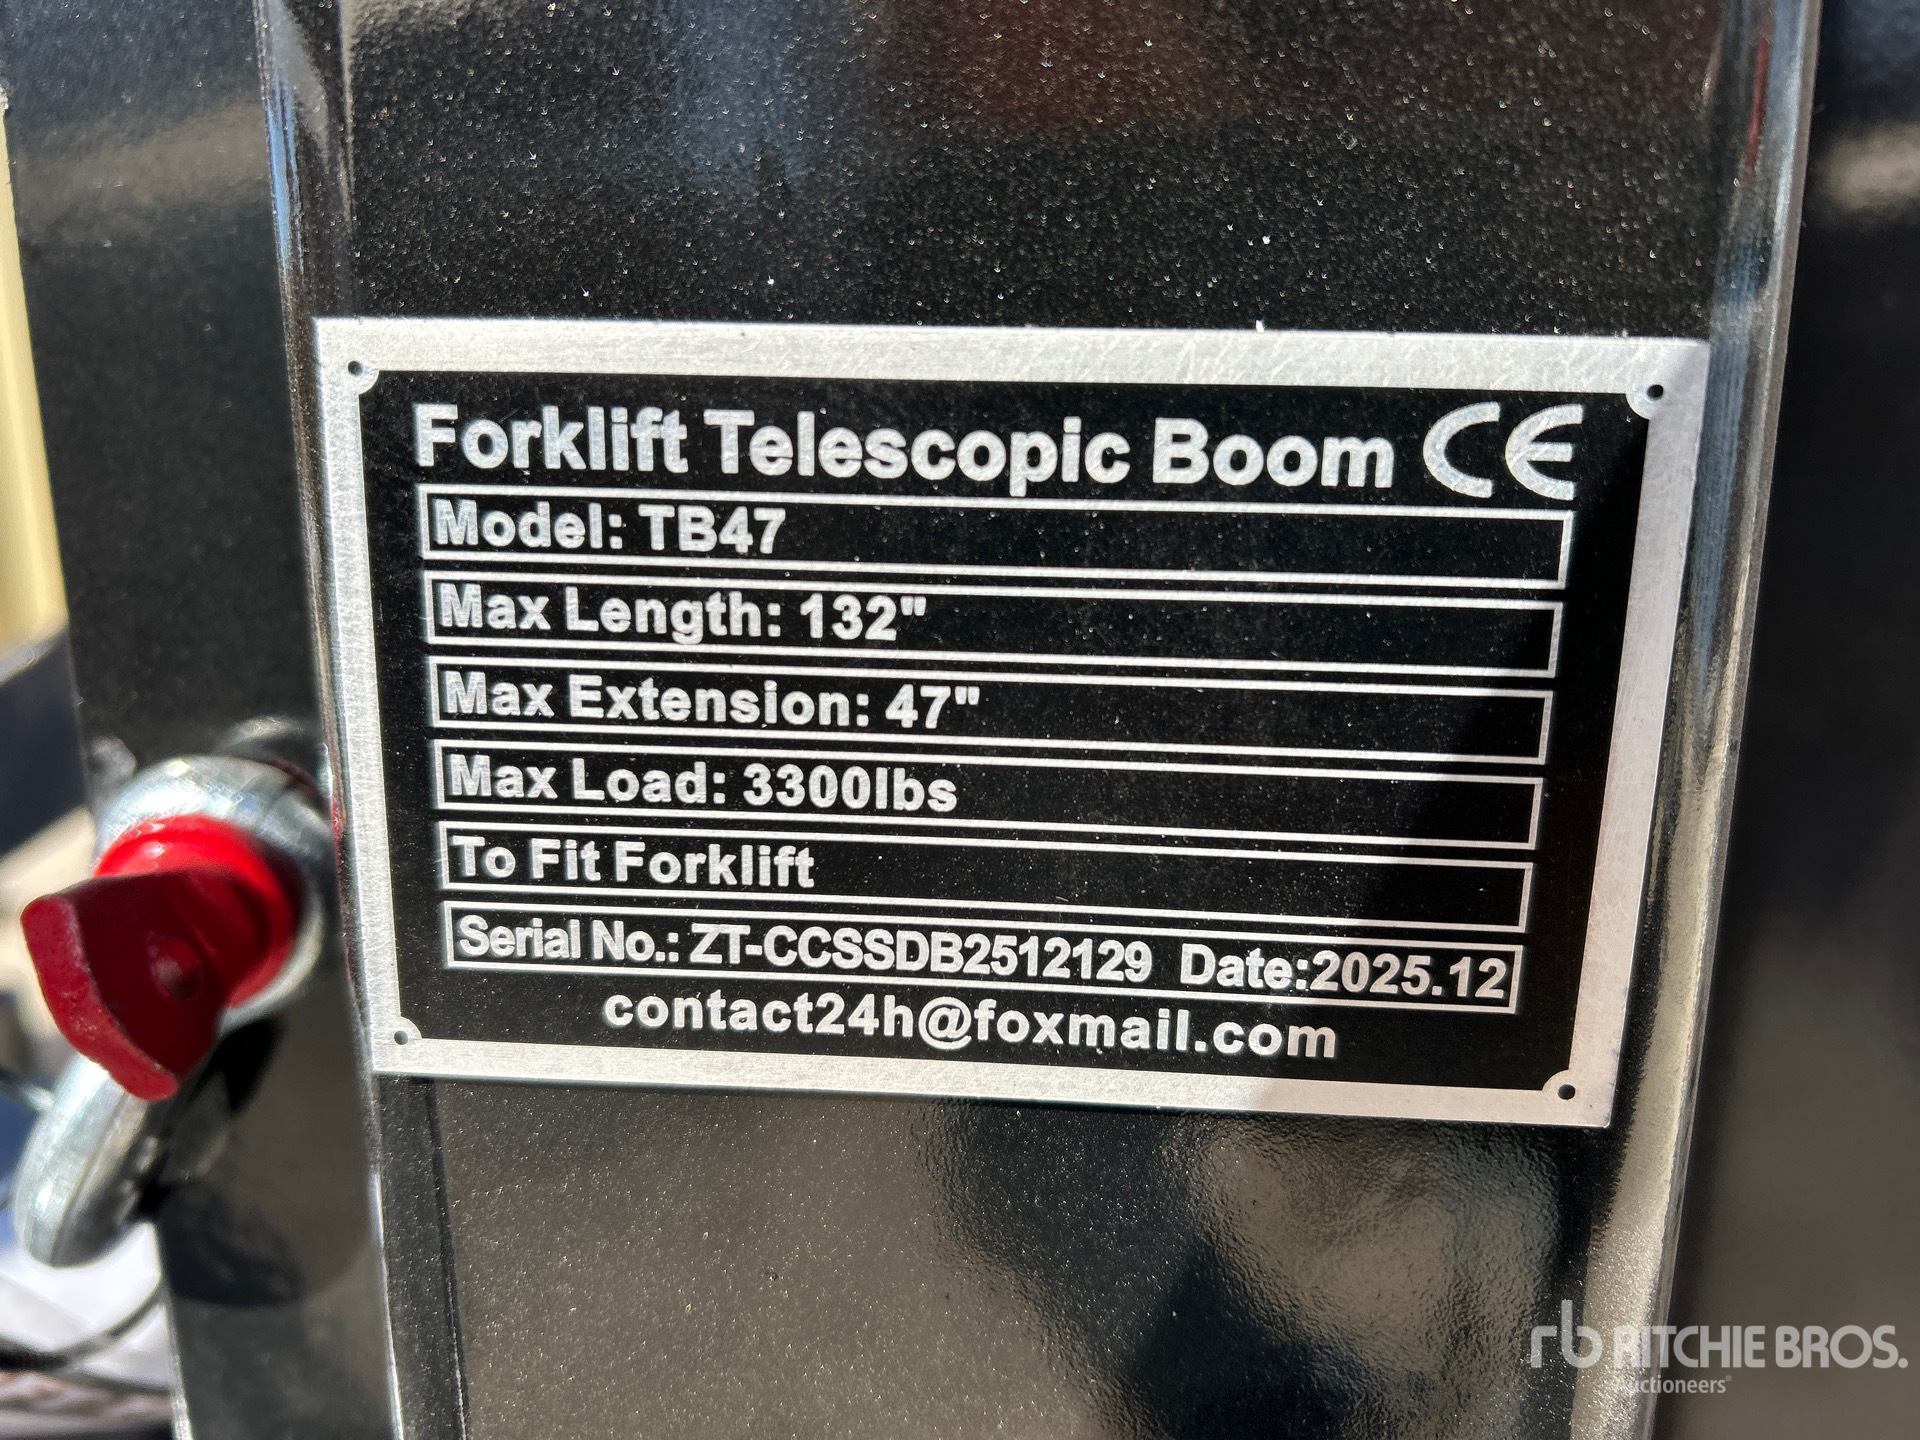 Forklift Telescopic Boom CE
Model: TB47
Max Length: 132"
Max Extension: 47"
Max Load: 3300lbs
To Fit Forklift
Serial No.: ZT-CCSSDB2512129 Date:2025.12
contact24h@foxmail.com
rb RITCHIE BROS.
Auctioneers®